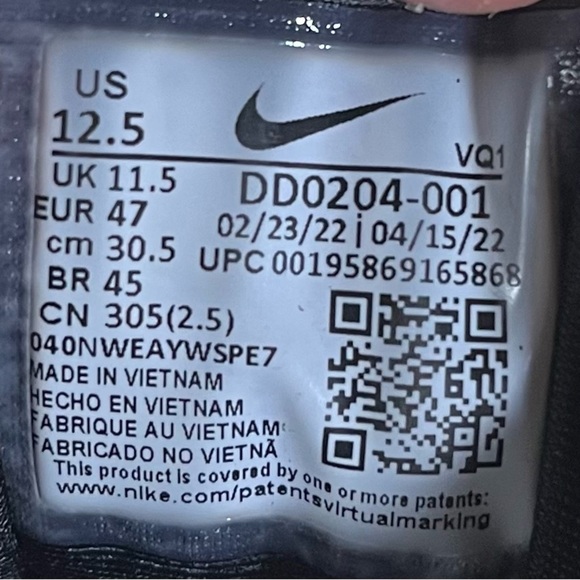 US
12.5
VQ1
UK 11.5
DD0204-001
EUR 47
02/23/22 | 04/15/22
cm 30.5
UPC 00195869165868
BR 45
CN 305(2.5)
040NWEAYWSPE7
MADE IN VIETNAM
HECHO EN VIETNAM
FABRIQUE AU VIETNAM
FABRICADO NO VIETNÃ
This product is covered by one or more patents:
www.nike.com/patentsvirtualmarking